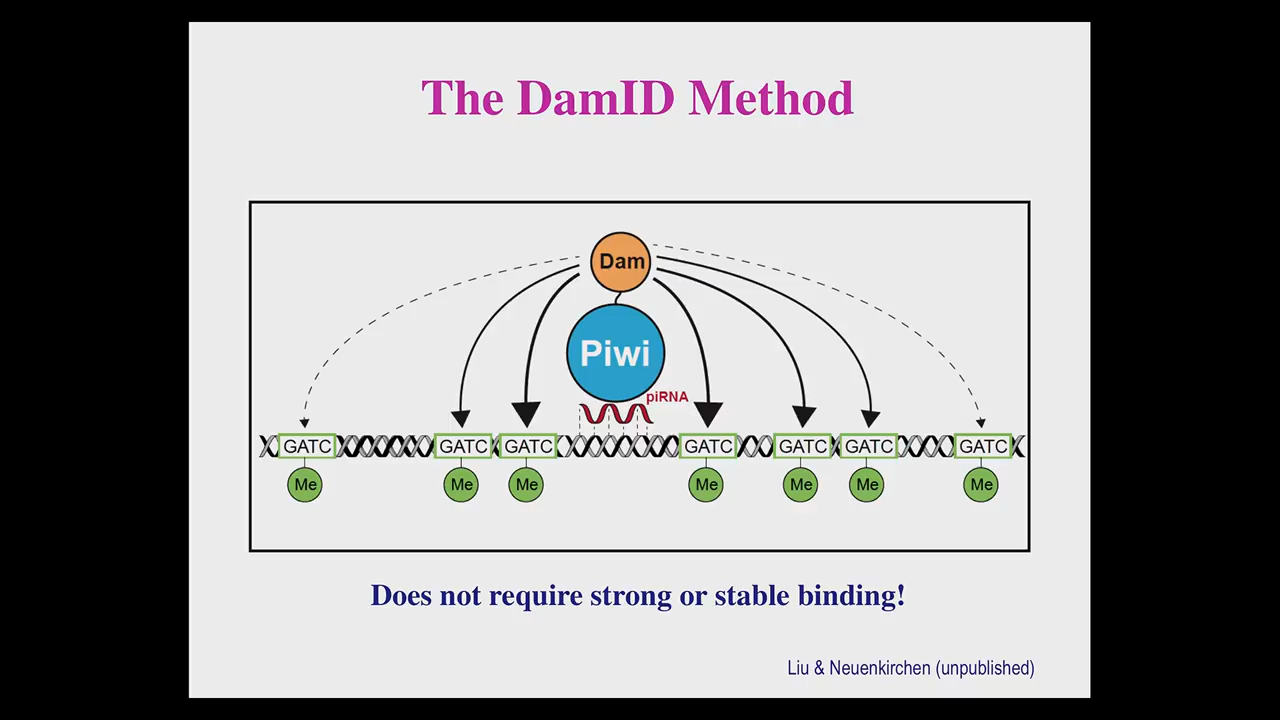 The DamID Method
Dam
Piwi
piRNA
GATC GATC GATC GATC GATC GATC GATC
Me Me Me Me Me Me Me
Does not require strong or stable binding!
Liu & Neuenkirchen (unpublished)